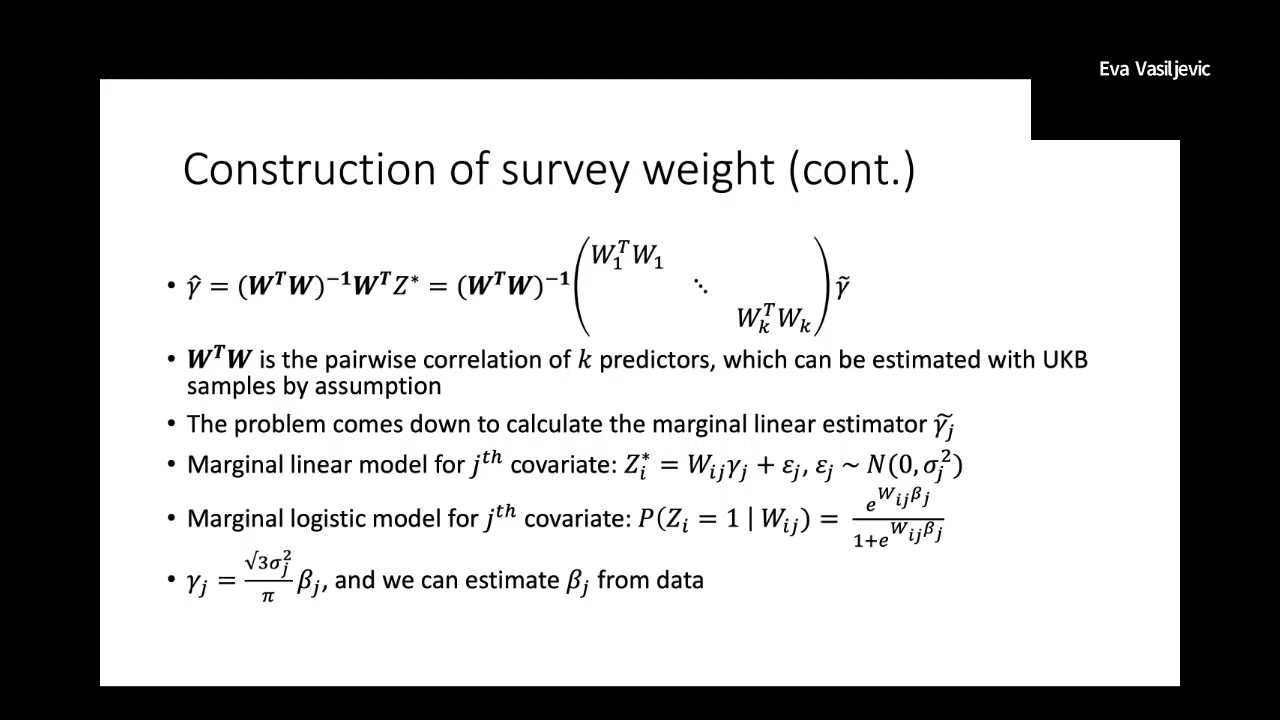 Eva Vasiljevic
Construction of survey weight (cont.)
• γ̂ = (WᵀW)⁻¹WᵀZ* = (WᵀW)⁻¹ (W₁ᵀW₁ ⋱ WₖᵀWₖ) γ̃
• WᵀW is the pairwise correlation of k predictors, which can be estimated with UKB
samples by assumption
• The problem comes down to calculate the marginal linear estimator γ̃ⱼ
• Marginal linear model for jᵗʰ covariate: Zᵢ* = Wᵢⱼγⱼ + εⱼ, εⱼ ~ N(0, σⱼ²)
• Marginal logistic model for jᵗʰ covariate: P(Zᵢ = 1 | Wᵢⱼ) = e^(Wᵢⱼβⱼ) / (1+e^(Wᵢⱼβⱼ))
• γⱼ = (√3σⱼ² / π) βⱼ, and we can estimate βⱼ from data